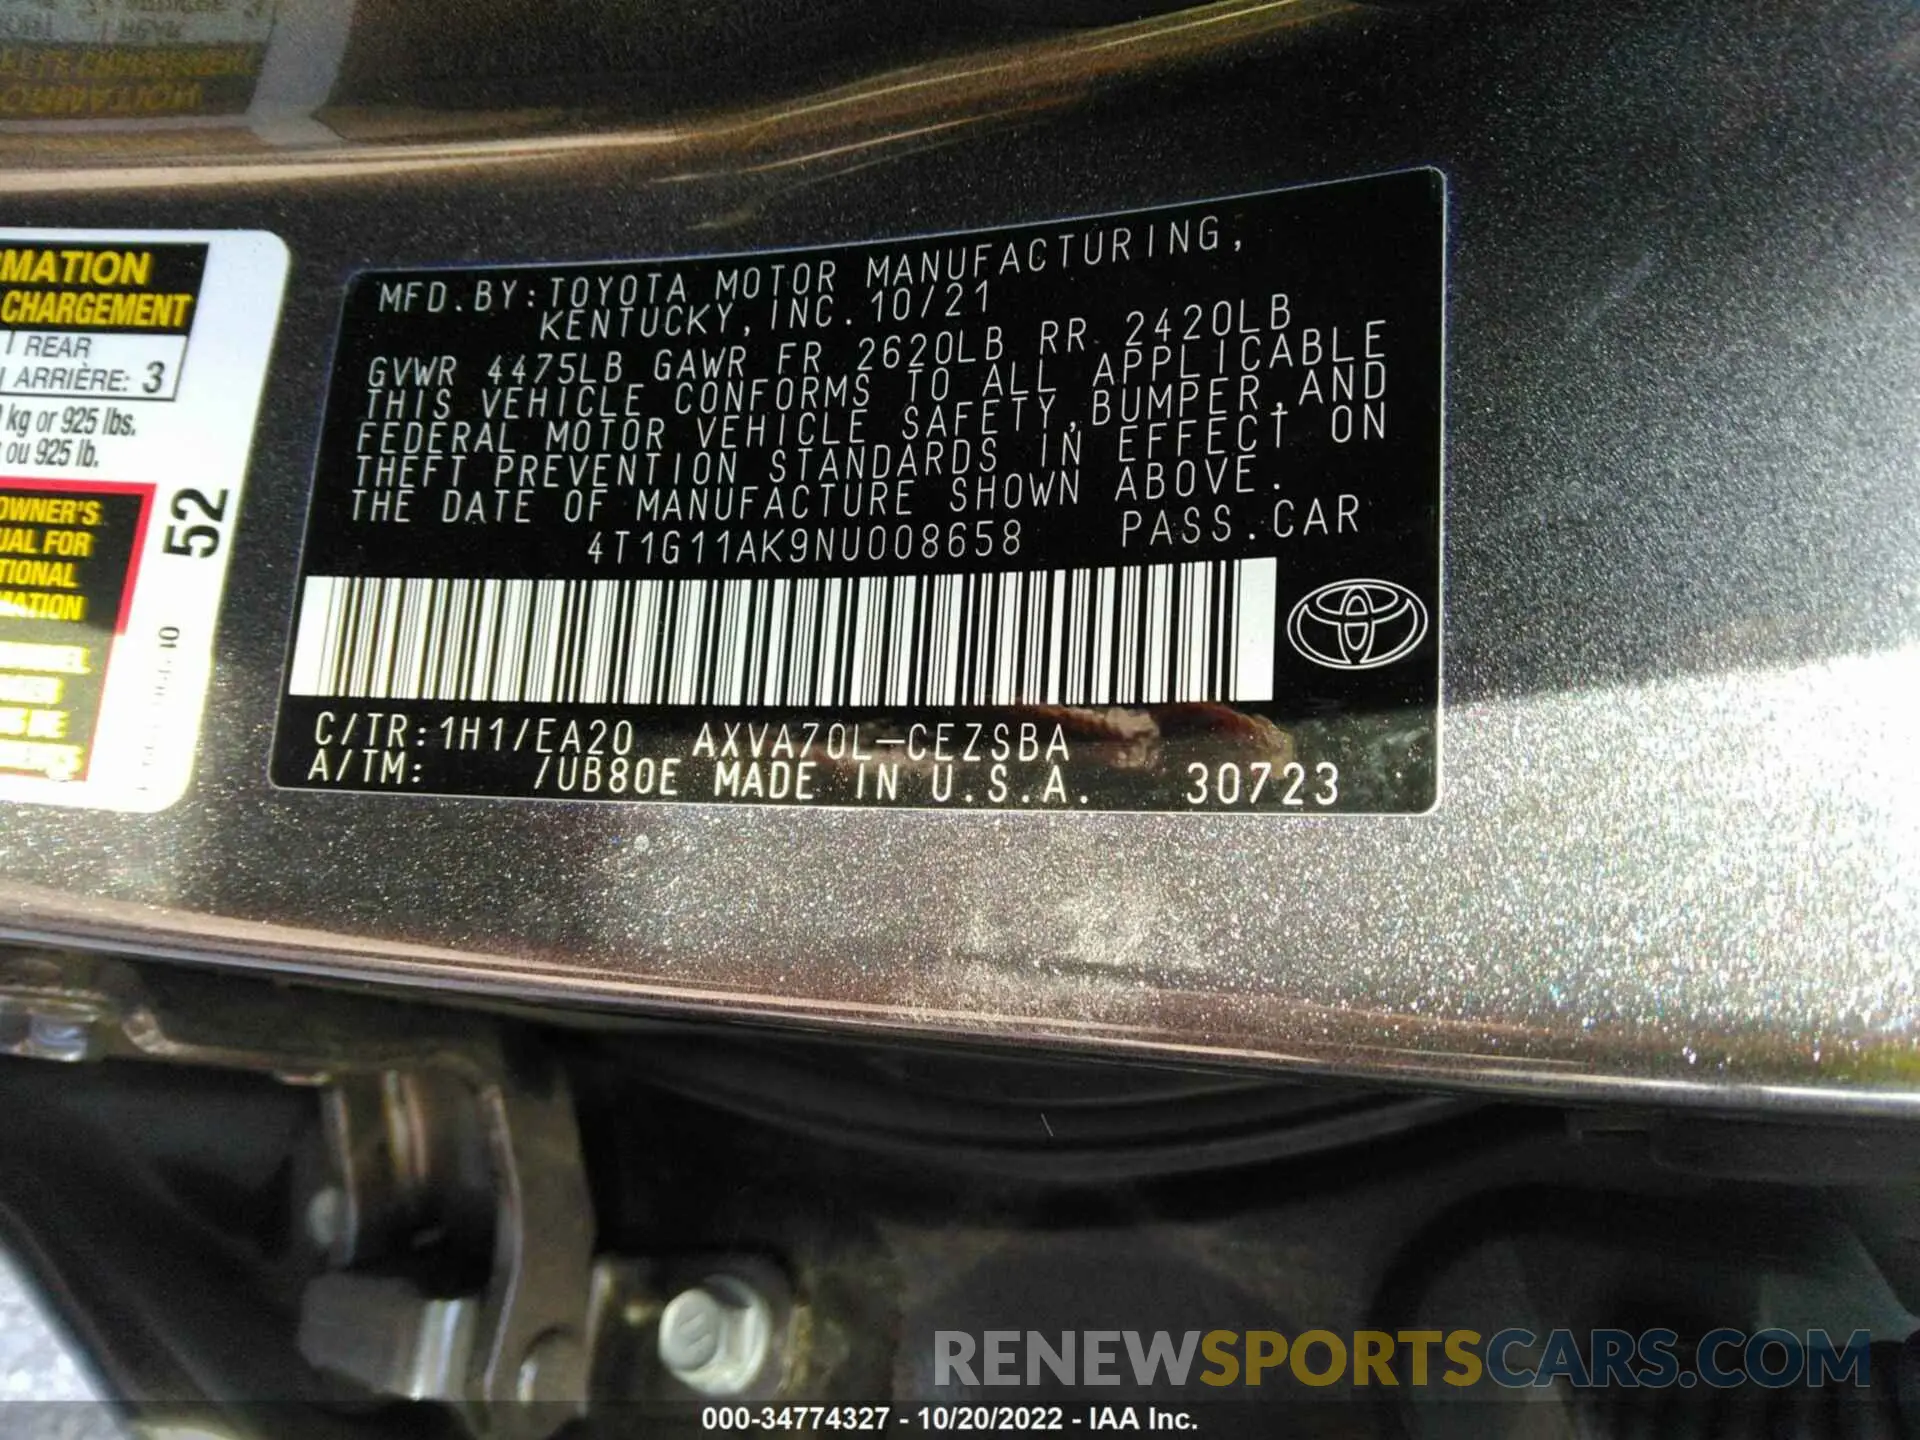 MATION
CHARGEMENT
REAR
ARRIÈRE: 3
kg or 925 lbs.
ou 925 lb.
OWNER'S
UAL FOR
TIONAL
MATION
52
MFD.BY:TOYOTA MOTOR MANUFACTURING,
KENTUCKY, INC. 10/21
GVWR 4475LB GAWR FR 2620LB RR 2420LB
THIS VEHICLE CONFORMS TO ALL APPLICABLE
FEDERAL MOTOR VEHICLE SAFETY,BUMPER,AND
THEFT PREVENTION STANDARDS IN EFFECT ON
THE DATE OF MANUFACTURE SHOWN ABOVE.
4T1G11AK9NU008658 PASS.CAR
C/TR:1H1/EA20 AXVA70L-CEZSBA
A/TM: /UB80E MADE IN U.S.A. 30723
RENEWSPORTSCARS.COM
000-34774327 - 10/20/2022 - IAA Inc.